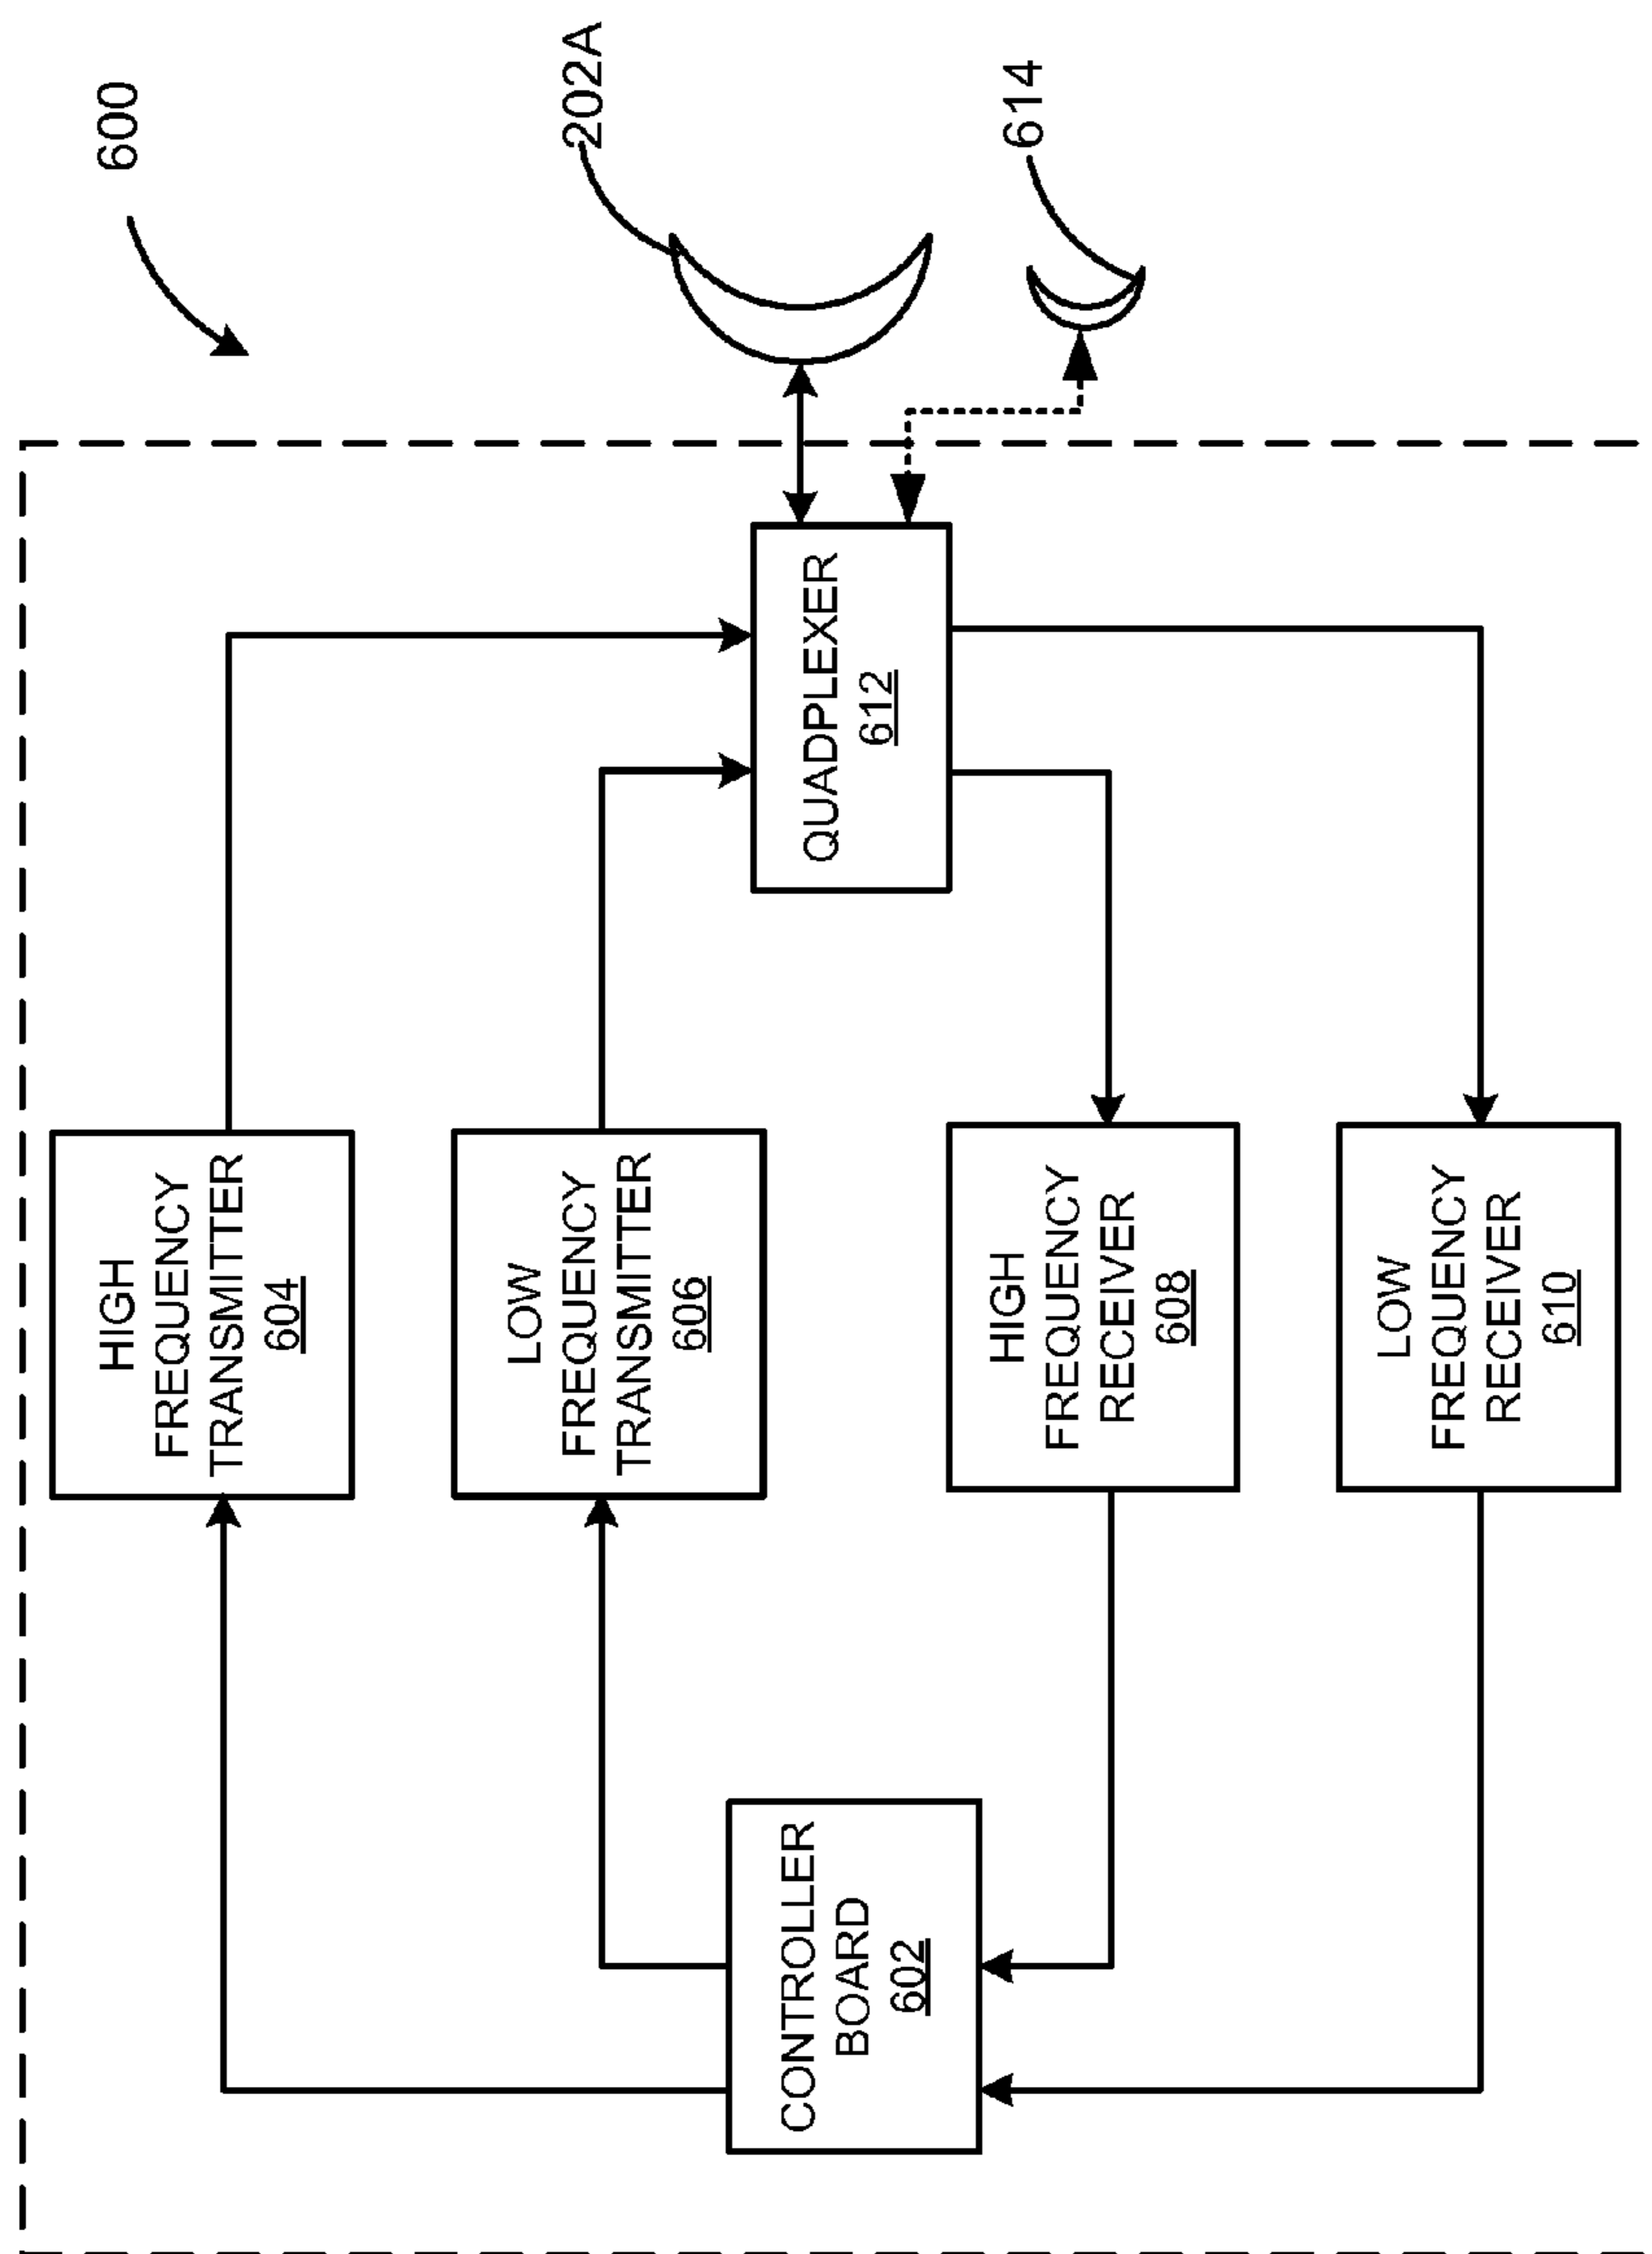 600
202A
614
HIGH
FREQUENCY
TRANSMITTER
604
LOW
FREQUENCY
TRANSMITTER
606
QUADPLEXER
612
CONTROLLER
BOARD
602
HIGH
FREQUENCY
RECEIVER
608
LOW
FREQUENCY
RECEIVER
610